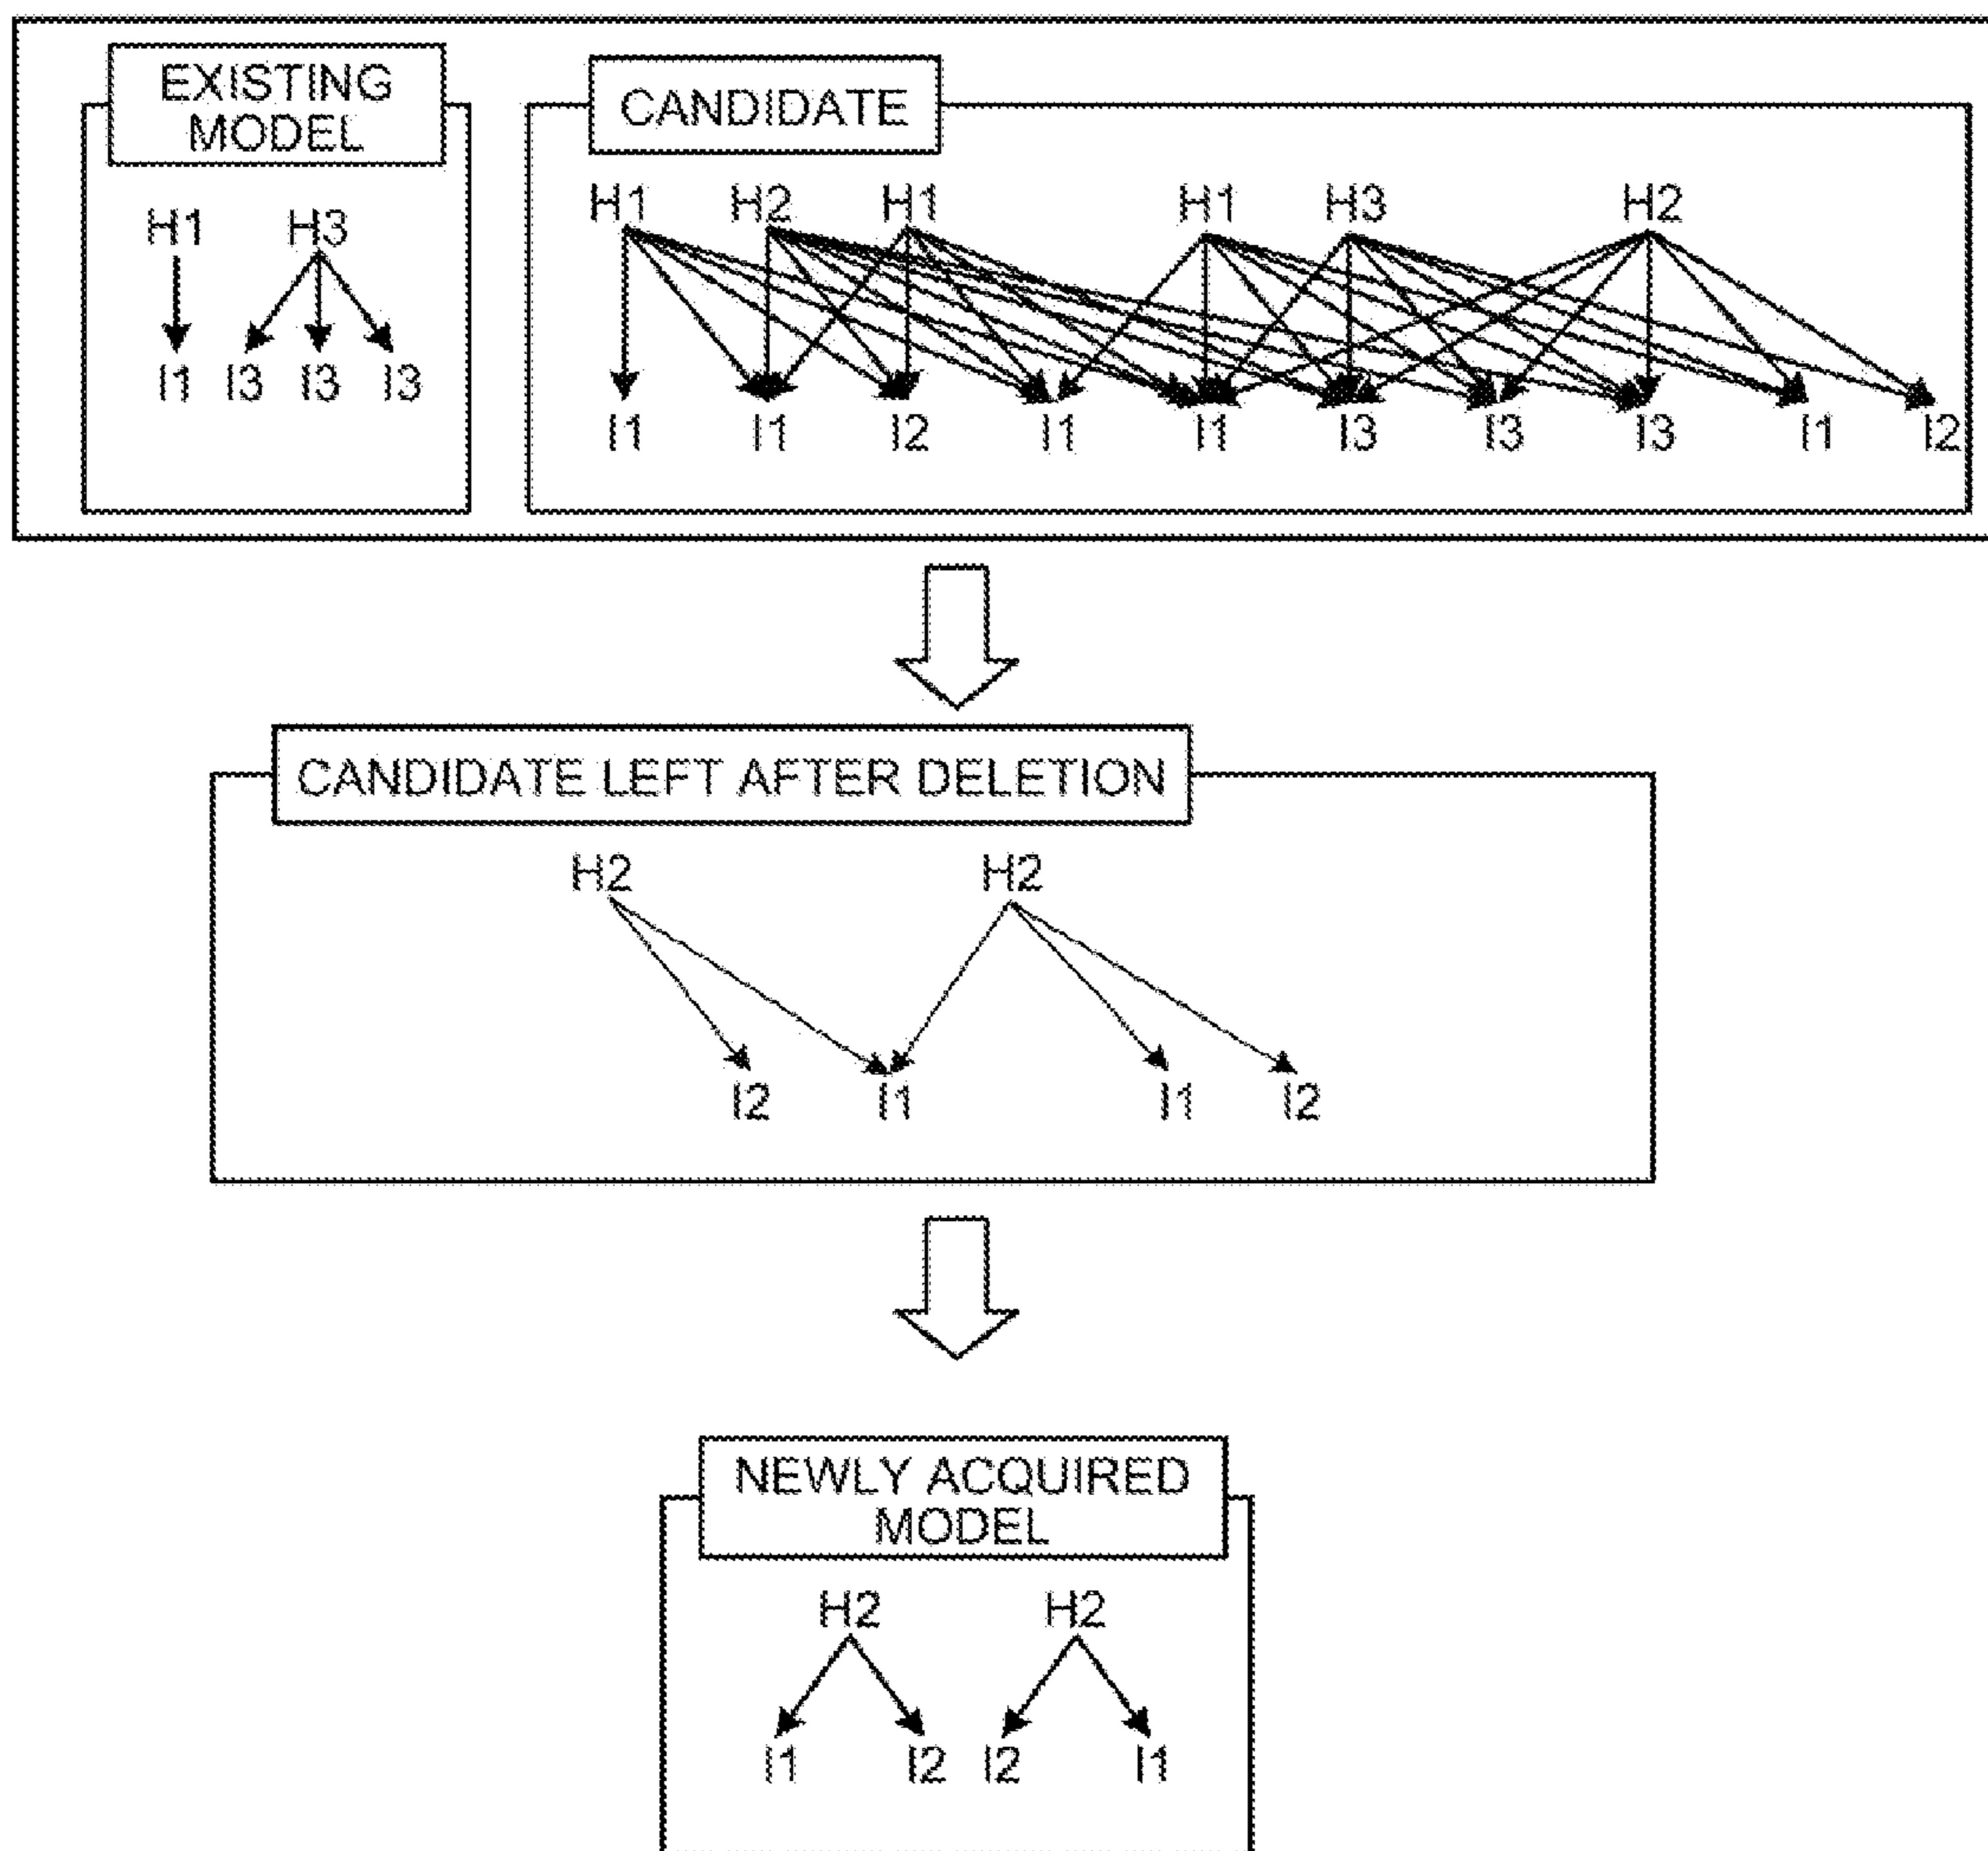 EXISTING
MODEL
H1 H3
I1 I3 I3 I3
CANDIDATE
H1 H2 H1 H1 H3 H2
I1 I1 I2 I1 I1 I3 I3 I3 I1 I2
CANDIDATE LEFT AFTER DELETION
H2 H2
I2 I1 I1 I2
NEWLY ACQUIRED
MODEL
H2 H2
I1 I2 I2 I1